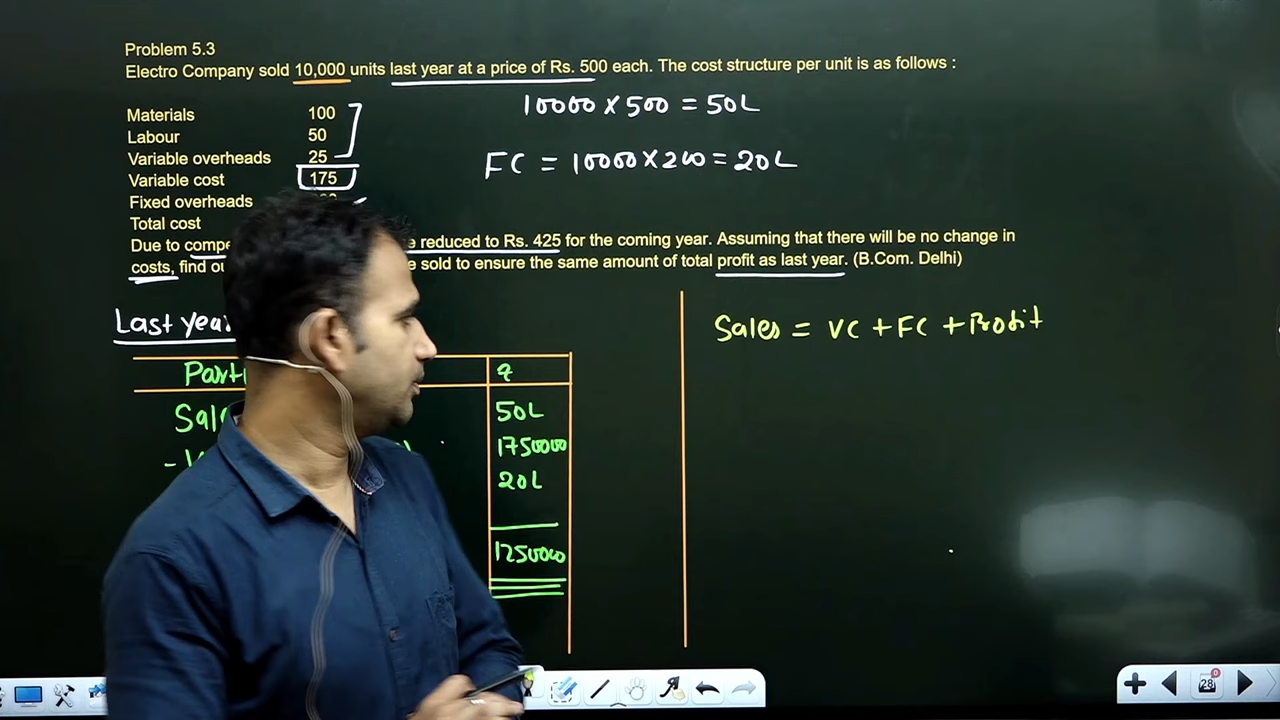 Problem 5.3
Electro Company sold 10,000 units last year at a price of Rs. 500 each. The cost structure per unit is as follows :
Materials 100
Labour 50
Variable overheads 25
Variable cost 175
Fixed overheads
Total cost
10000 × 500 = 50L
FC = 10000 × 200 = 20L
Due to reduced to Rs. 425 for the coming year. Assuming that there will be no change in
costs, find sold to ensure the same amount of total profit as last year. (B.Com. Delhi)
Last year
₹
50L
1750000
20L
1250000
Sales = VC + FC + Profit
28